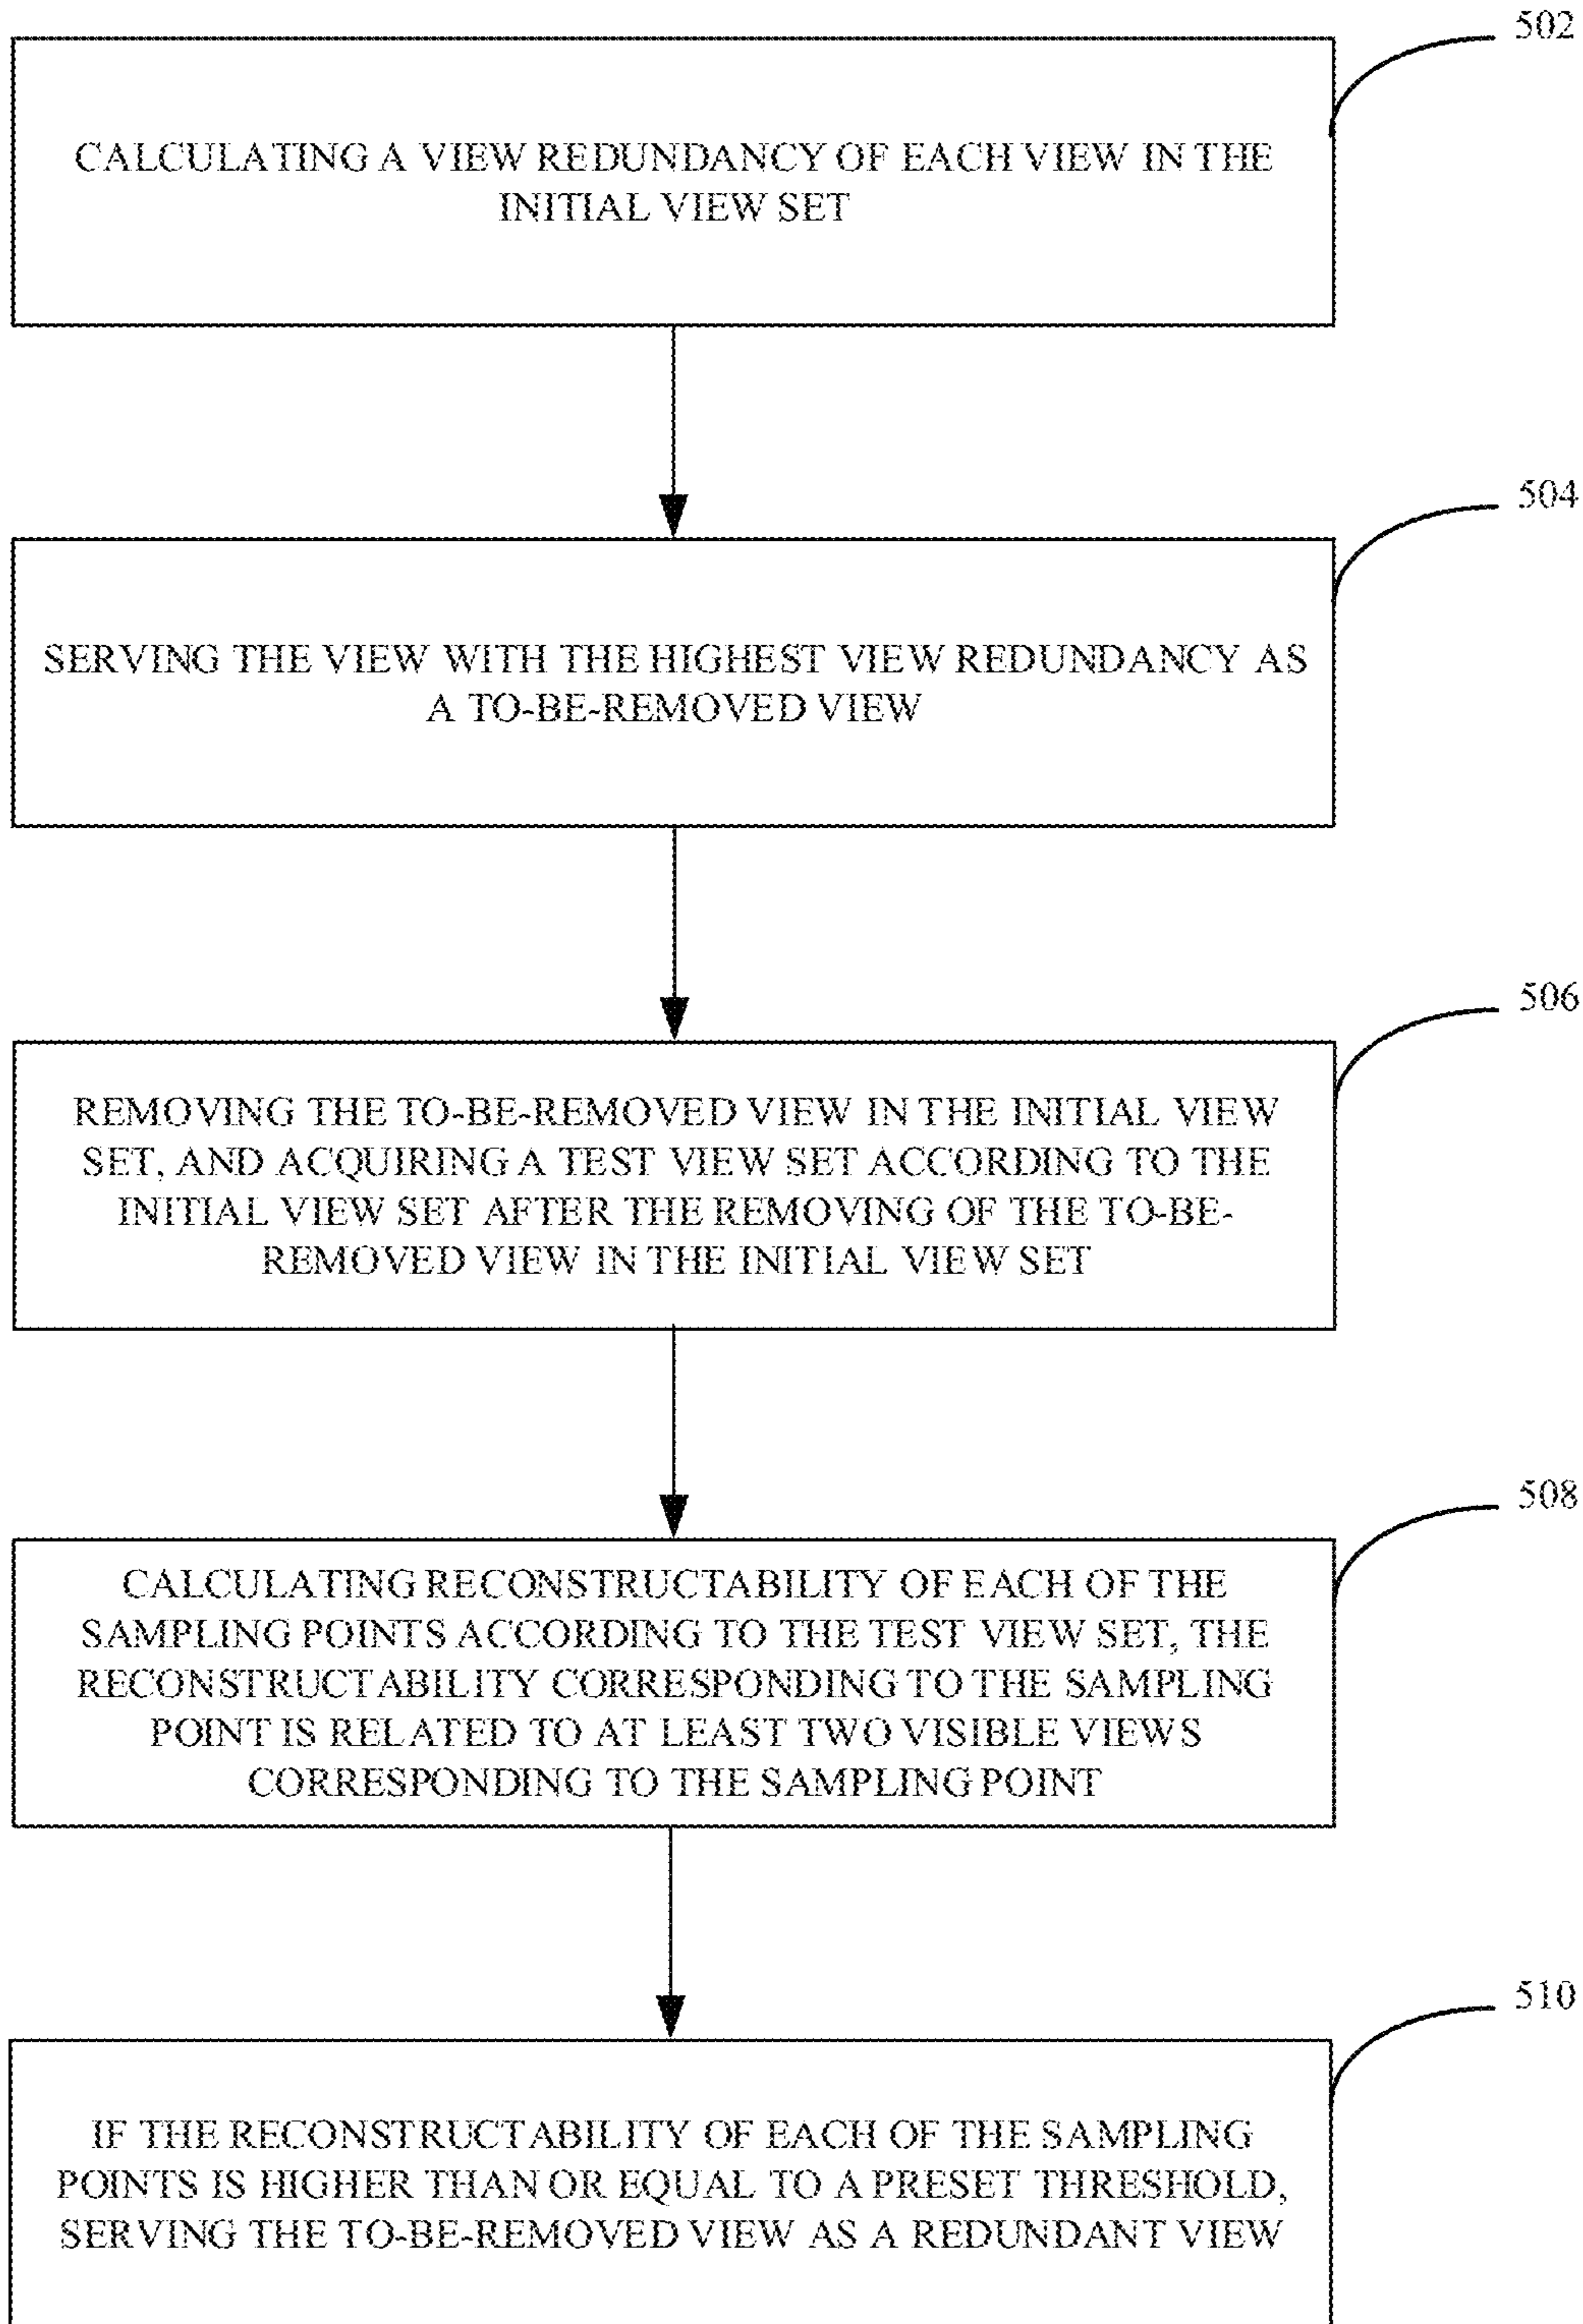 502
CALCULATING A VIEW REDUNDANCY OF EACH VIEW IN THE
INITIAL VIEW SET
504
SERVING THE VIEW WITH THE HIGHEST VIEW REDUNDANCY AS
A TO-BE-REMOVED VIEW
506
REMOVING THE TO-BE-REMOVED VIEW IN THE INITIAL VIEW
SET, AND ACQUIRING A TEST VIEW SET ACCORDING TO THE
INITIAL VIEW SET AFTER THE REMOVING OF THE TO-BE-
REMOVED VIEW IN THE INITIAL VIEW SET
508
CALCULATING RECONSTRUCTABILITY OF EACH OF THE
SAMPLING POINTS ACCORDING TO THE TEST VIEW SET, THE
RECONSTRUCTABILITY CORRESPONDING TO THE SAMPLING
POINT IS RELATED TO AT LEAST TWO VISIBLE VIEWS
CORRESPONDING TO THE SAMPLING POINT
510
IF THE RECONSTRUCTABILITY OF EACH OF THE SAMPLING
POINTS IS HIGHER THAN OR EQUAL TO A PRESET THRESHOLD,
SERVING THE TO-BE-REMOVED VIEW AS A REDUNDANT VIEW